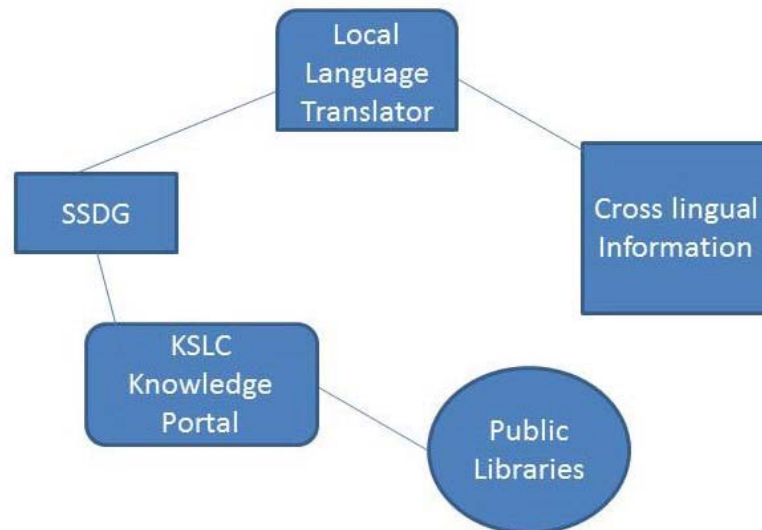 Local
Language
Translator
SSDG
Cross lingual
Information
KSLC
Knowledge
Portal
Public
Libraries